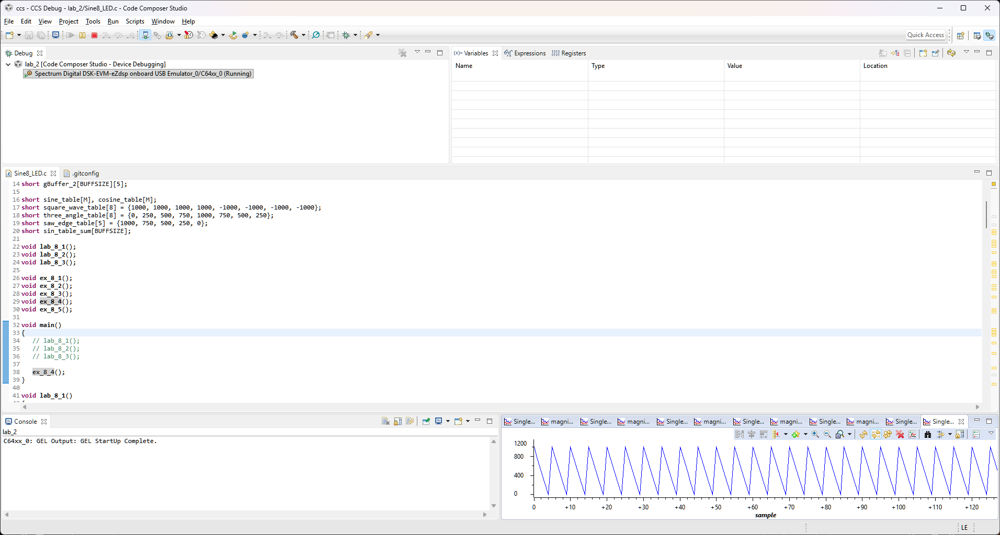 ccs - CCS Debug - lab_2/Sine8_LED.c - Code Composer Studio
File Edit View Project Tools Run Scripts Window Help
Quick Access
Debug
lab_2 [Code Composer Studio - Device Debugging]
Spectrum Digital DSK-EVM-eZdsp onboard USB Emulator_0/C64xx_0 (Running)
(x)= Variables Expressions 1010 0101 Registers
Name Type Value Location
Sine8_LED.c .gitconfig
14 short gBuffer_2[BUFFSIZE][5];
15
16 short sine_table[M], cosine_table[M];
17 short square_wave_table[8] = {1000, 1000, 1000, 1000, -1000, -1000, -1000, -1000};
18 short three_angle_table[8] = {0, 250, 500, 750, 1000, 750, 500, 250};
19 short saw_edge_table[5] = {1000, 750, 500, 250, 0};
20 short sin_table_sum[BUFFSIZE];
21
22 void lab_8_1();
23 void lab_8_2();
24 void lab_8_3();
25
26 void ex_8_1();
27 void ex_8_2();
28 void ex_8_3();
29 void ex_8_4();
30 void ex_8_5();
31
32 void main()
33 {
34 // lab_8_1();
35 // lab_8_2();
36 // lab_8_3();
37
38 ex_8_4();
39 }
40
41 void lab_8_1()
Console
lab_2
C64xx_0: GEL Output: GEL StartUp Complete.
Single... magni... Single... magni... Single... magni... Single... magni... Single... magni... Single... Single...
1200
800
400
0
0 +10 +20 +30 +40 +50 +60 +70 +80 +90 +100 +110 +120
sample
LE